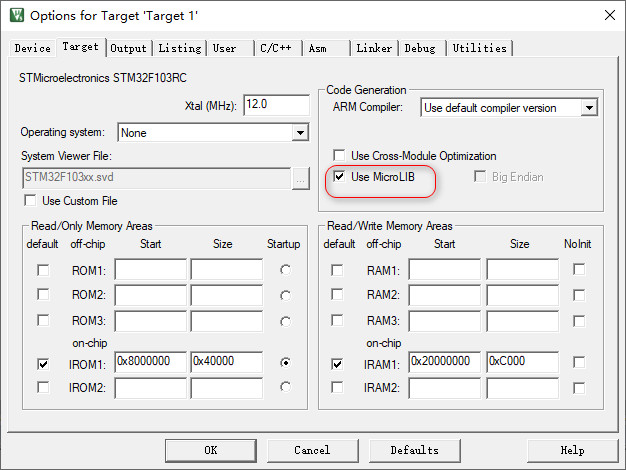 Options for Target 'Target 1'
Device Target Output Listing User C/C++ Asm Linker Debug Utilities
STMicroelectronics STM32F103RC
Xtal (MHz): 12.0
Operating system: None
System Viewer File:
STM32F103xx.svd ...
Use Custom File
Code Generation
ARM Compiler: Use default compiler version
Use Cross-Module Optimization
Use MicroLIB Big Endian
Read/Only Memory Areas
default off-chip Start Size Startup
ROM1:
ROM2:
ROM3:
on-chip
IROM1: 0x8000000 0x40000
IROM2:
Read/Write Memory Areas
default off-chip Start Size NoInit
RAM1:
RAM2:
RAM3:
on-chip
IRAM1: 0x20000000 0xC000
IRAM2:
OK Cancel Defaults Help